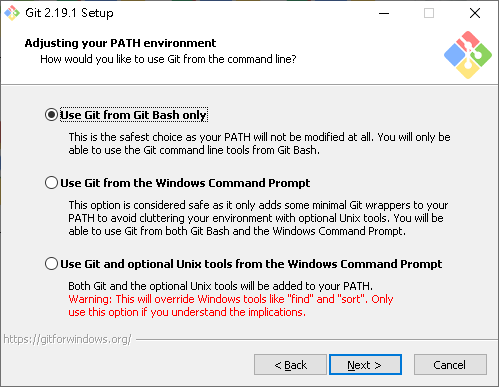 Git 2.19.1 Setup
Adjusting your PATH environment
How would you like to use Git from the command line?
Use Git from Git Bash only
This is the safest choice as your PATH will not be modified at all. You will only be
able to use the Git command line tools from Git Bash.
Use Git from the Windows Command Prompt
This option is considered safe as it only adds some minimal Git wrappers to your
PATH to avoid cluttering your environment with optional Unix tools. You will be
able to use Git from both Git Bash and the Windows Command Prompt.
Use Git and optional Unix tools from the Windows Command Prompt
Both Git and the optional Unix tools will be added to your PATH.
Warning: This will override Windows tools like "find" and "sort". Only
use this option if you understand the implications.
https://gitforwindows.org/
< Back
Next >
Cancel